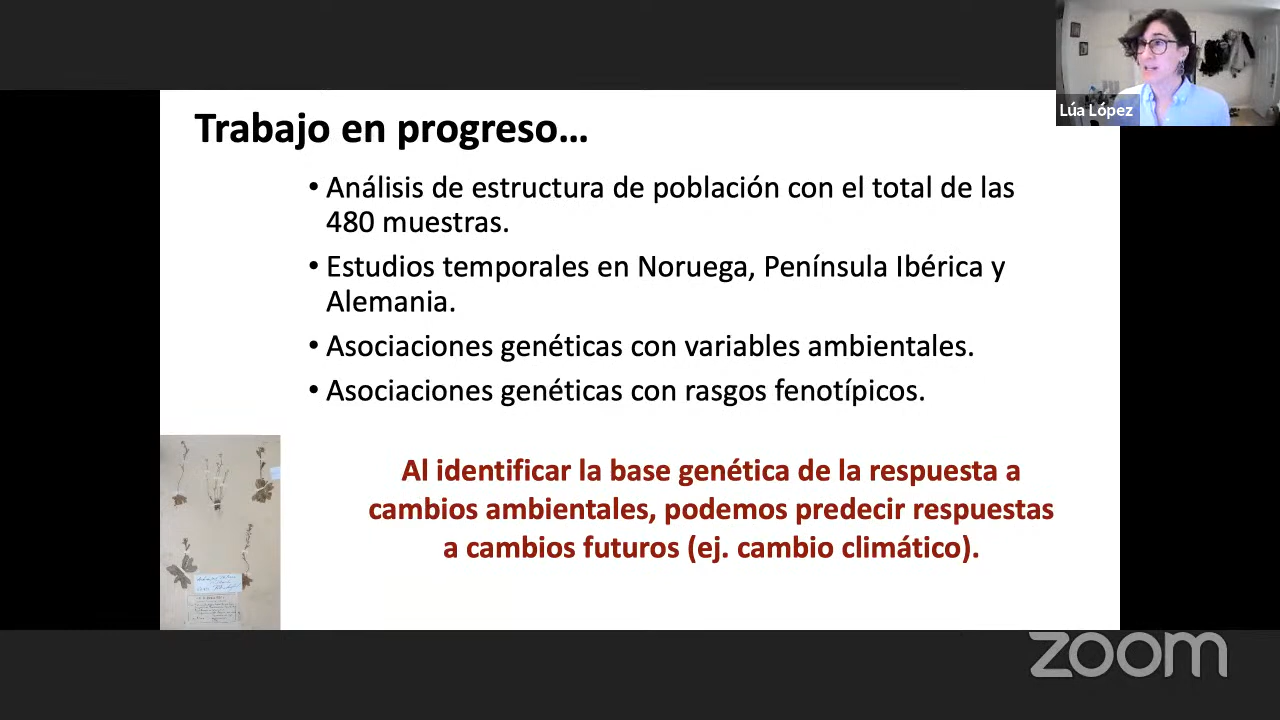 Lúa López
Trabajo en progreso...
• Análisis de estructura de población con el total de las
480 muestras.
• Estudios temporales en Noruega, Península Ibérica y
Alemania.
• Asociaciones genéticas con variables ambientales.
• Asociaciones genéticas con rasgos fenotípicos.
Al identificar la base genética de la respuesta a
cambios ambientales, podemos predecir respuestas
a cambios futuros (ej. cambio climático).
zoom